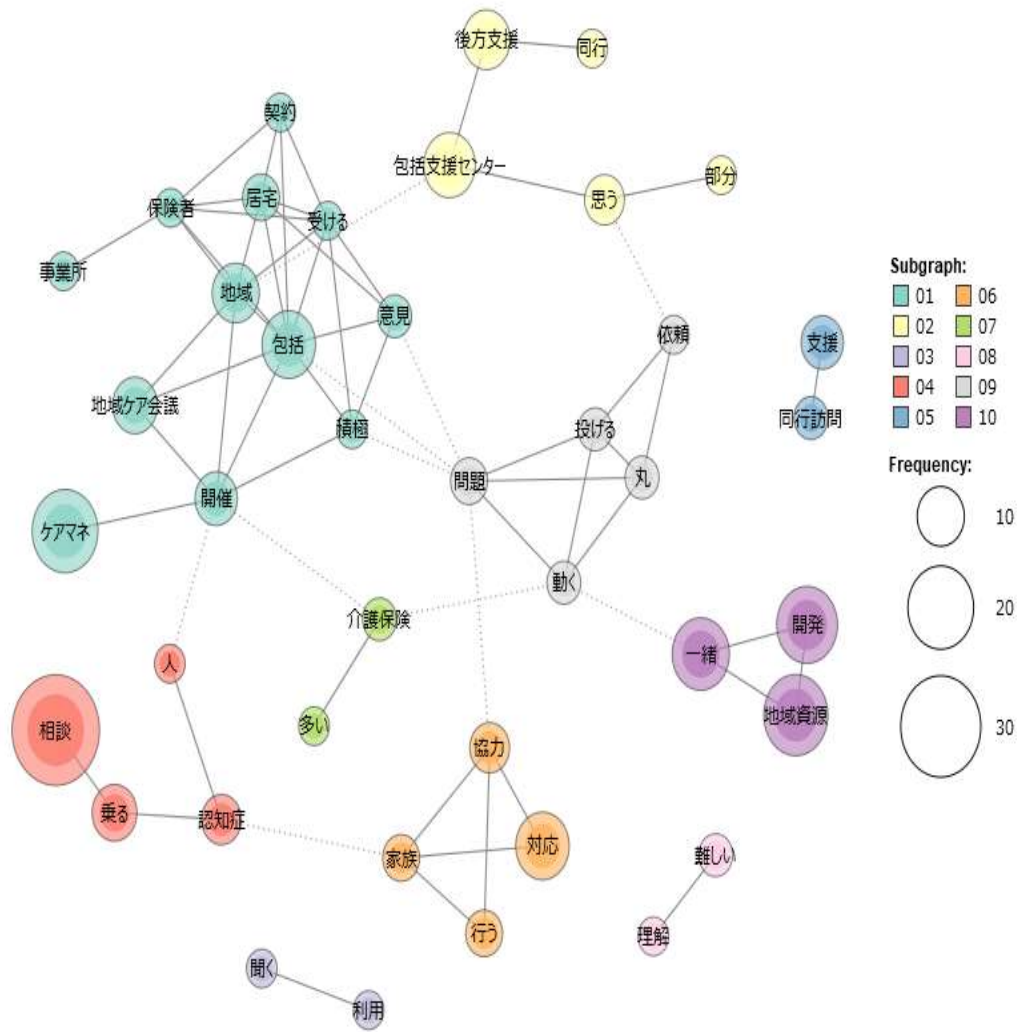 後方支援
同行
契約
包括支援センター
部分
保険者
居宅
受ける
思う
事業所
地域
意見
包括
依頼
支援
地域ケア会議
積極
投げる
同行訪問
問題
丸
開催
ケアマネ
動く
介護保険
開発
一緒
人
多い
地域資源
相談
協力
乗る
認知症
家族
対応
難しい
行う
理解
聞く
利用
Subgraph:
01 06
02 07
03 08
04 09
05 10
Frequency:
10
20
30